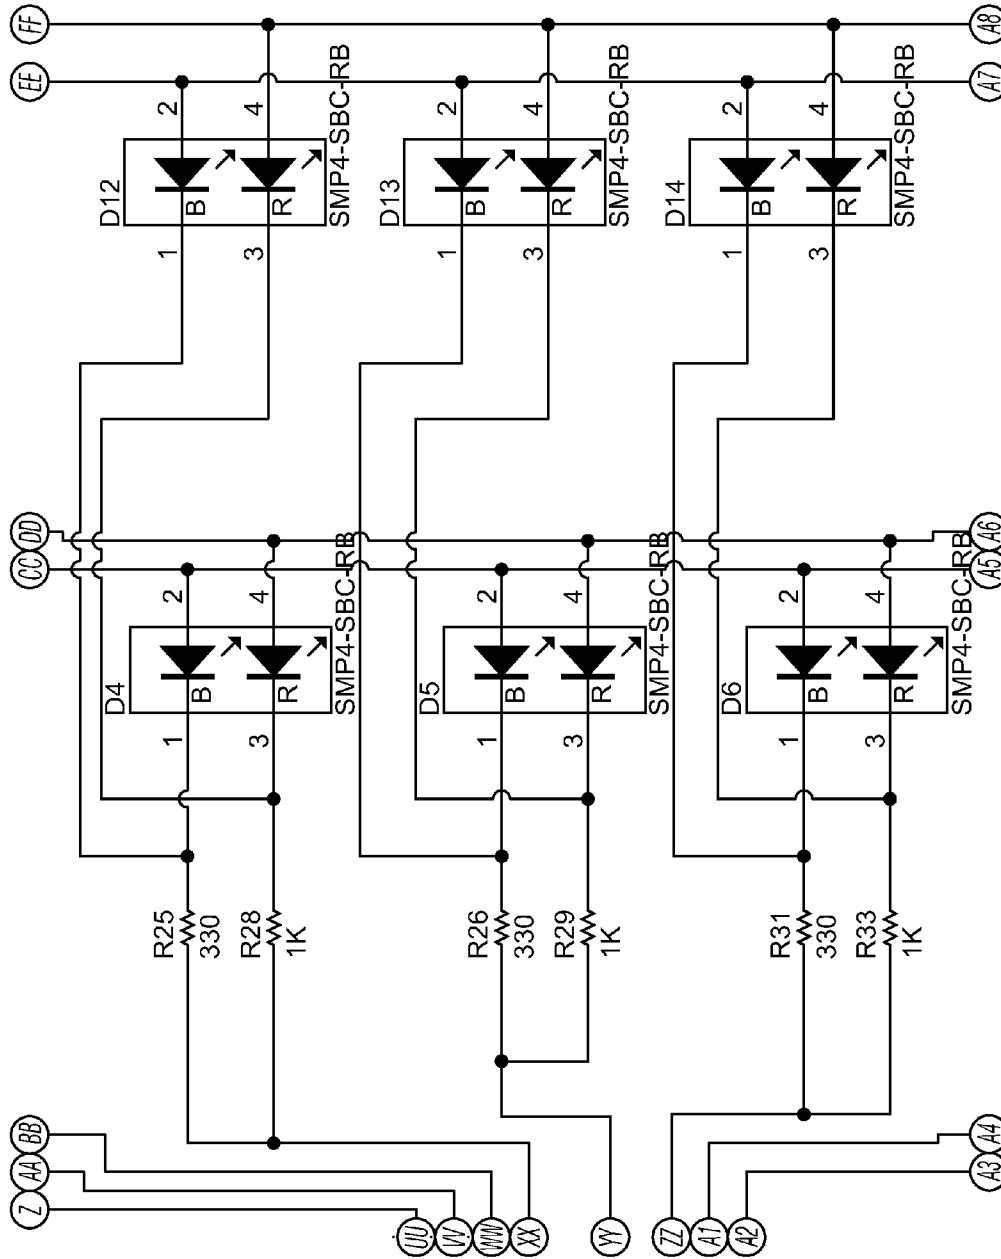 FF
EE
DD
CC
BB
AA
Z
D12
2
4
B
R
1
3
SMP4-SBC-RB
D13
2
4
B
R
1
3
SMP4-SBC-RB
D14
2
4
B
R
1
3
SMP4-SBC-RB
D4
2
4
B
R
1
3
SMP4-SBC-RB
D5
2
4
B
R
1
3
SMP4-SBC-RB
D6
2
4
B
R
1
3
SMP4-SBC-RB
R25
330
R28
1K
R26
330
R29
1K
R31
330
R33
1K
UU
VV
WW
XX
YY
ZZ
A1
A2
A8
A7
A6
A5
A4
A3